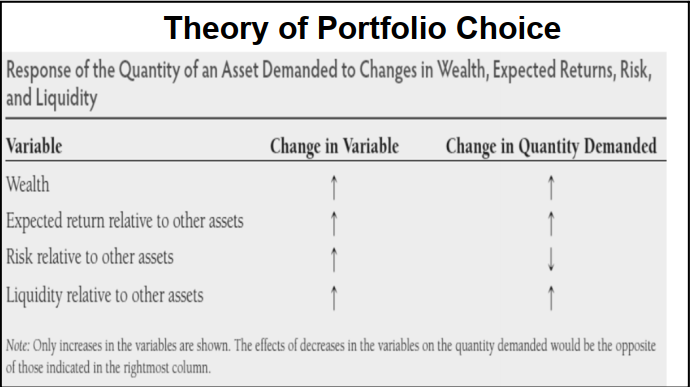 Theory of Portfolio Choice
Response of the Quantity of an Asset Demanded to Changes in Wealth, Expected Returns, Risk,
and Liquidity
Variable Change in Variable Change in Quantity Demanded
Wealth ↑ ↑
Expected return relative to other assets ↑ ↑
Risk relative to other assets ↑ ↓
Liquidity relative to other assets ↑ ↑
Note: Only increases in the variables are shown. The effects of decreases in the variables on the quantity demanded would be the opposite
of those indicated in the rightmost column.